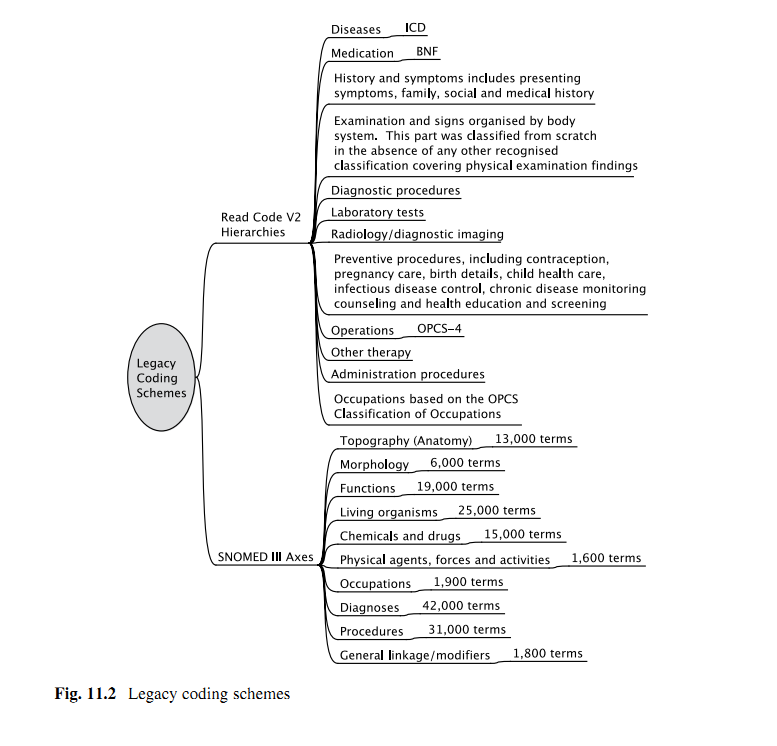 Diseases ICD
Medication BNF
History and symptoms includes presenting
symptoms, family, social and medical history
Examination and signs organised by body
system. This part was classified from scratch
in the absence of any other recognised
classification covering physical examination findings
Diagnostic procedures
Read Code V2
Hierarchies
Laboratory tests
Radiology/diagnostic imaging
Preventive procedures, including contraception,
pregnancy care, birth details, child health care,
infectious disease control, chronic disease monitoring
counseling and health education and screening
Operations OPCS-4
Other therapy
Administration procedures
Occupations based on the OPCS
Classification of Occupations
Legacy
Coding
Schemes
Topography (Anatomy) 13,000 terms
Morphology 6,000 terms
Functions 19,000 terms
Living organisms 25,000 terms
Chemicals and drugs 15,000 terms
SNOMED III Axes
Physical agents, forces and activities 1,600 terms
Occupations 1,900 terms
Diagnoses 42,000 terms
Procedures 31,000 terms
General linkage/modifiers 1,800 terms
Fig. 11.2 Legacy coding schemes